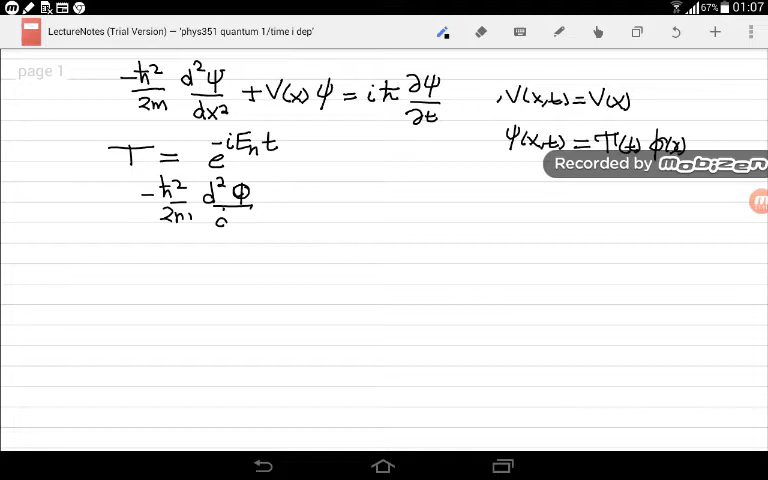 67% 01:07
LectureNotes (Trial Version) — 'phys351 quantum 1/time i dep'
page 1
-ħ²/2m d²ψ/dx² + V(x) ψ = iħ ∂ψ/∂t , V(x,t) = V(x)
T = e^-iEₙt ψ(x,t) = T(t) ϕ(x)
Recorded by mobizen
-ħ²/2m d²Φ/